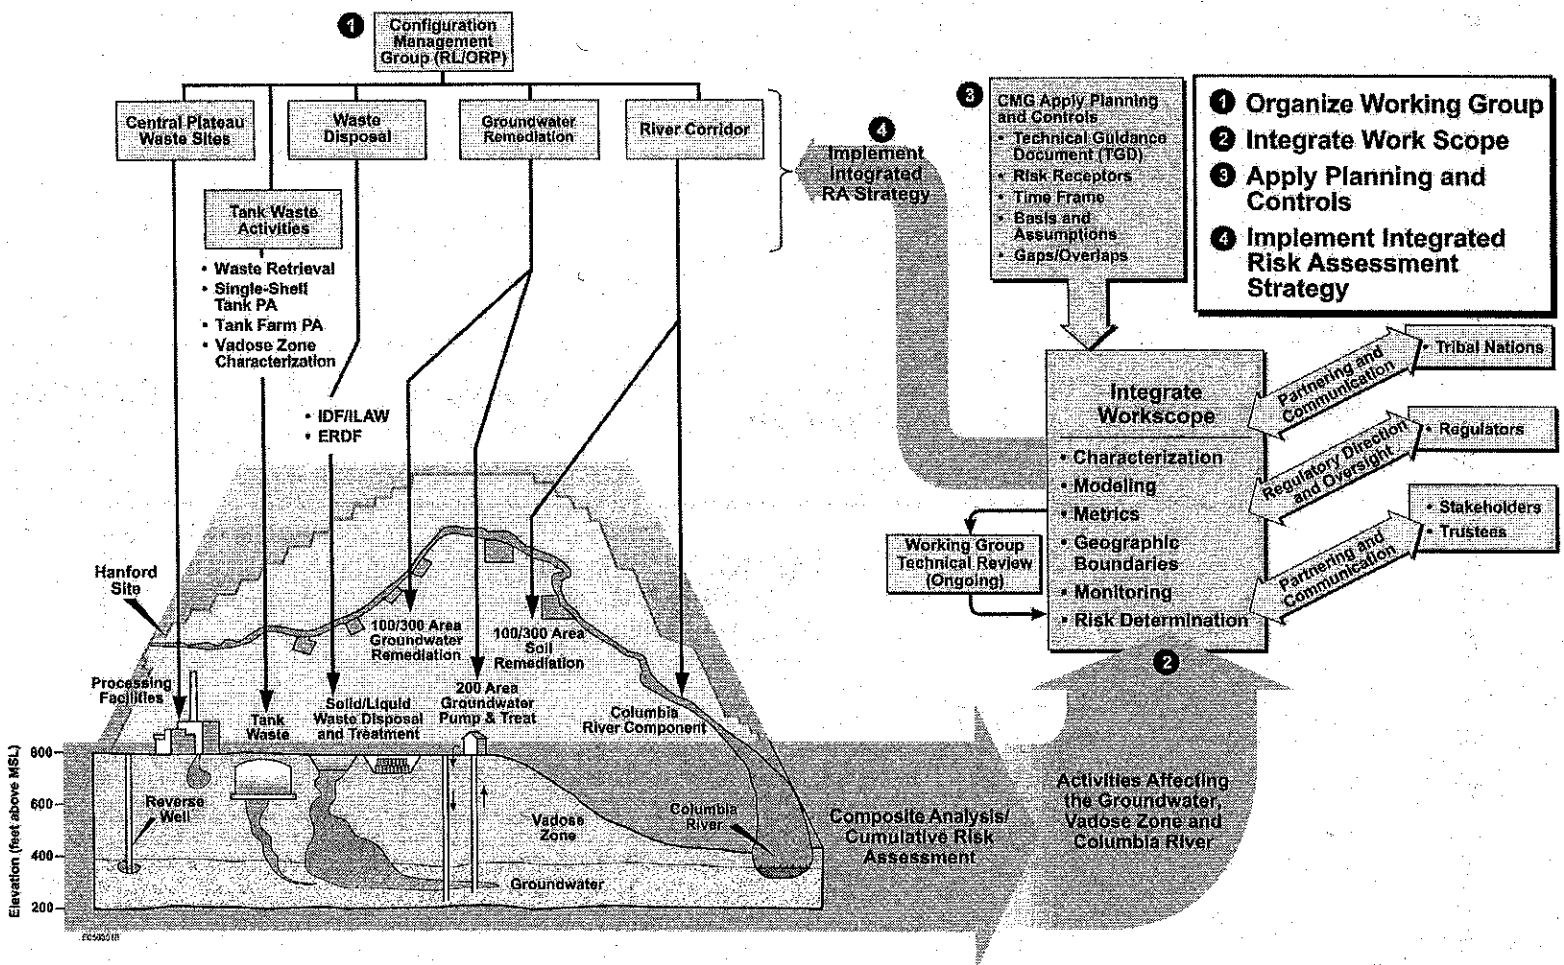 1
Configuration
Management
Group (RL/ORP)
Central Plateau
Waste Sites
Waste
Disposal
Groundwater
Remediation
River Corridor
Tank Waste
Activities
• Waste Retrieval
• Single-Shell
Tank PA
• Tank Farm PA
• Vadose Zone
Characterization
• IDF/ILAW
• ERDF
4
Implement
Integrated
RA Strategy
3
CMG Apply Planning
and Controls
• Technical Guidance
Document (TGD)
• Risk Receptors
• Time Frame
• Basis and
Assumptions
• Gaps/Overlaps
1 Organize Working Group
2 Integrate Work Scope
3 Apply Planning and
Controls
4 Implement Integrated
Risk Assessment
Strategy
Integrate
Workscope
• Characterization
• Modeling
• Metrics
• Geographic
Boundaries
• Monitoring
• Risk Determination
Working Group
Technical Review
(Ongoing)
Partnering and
Communication
• Tribal Nations
Regulatory Direction
and Oversight
• Regulators
Partnering and
Communication
• Stakeholders
• Trustees
2
Hanford
Site
100/300 Area
Groundwater
Remediation
100/300 Area
Soil
Remediation
Processing
Facilities
Tank
Waste
Solid/Liquid
Waste Disposal
and Treatment
200 Area
Groundwater
Pump & Treat
Columbia
River Component
Elevation (feet above MSL)
800
600
400
200
Reverse
Well
Vadose
Zone
Columbia
River
Groundwater
Composite Analysis/
Cumulative Risk
Assessment
Activities Affecting
the Groundwater,
Vadose Zone and
Columbia River